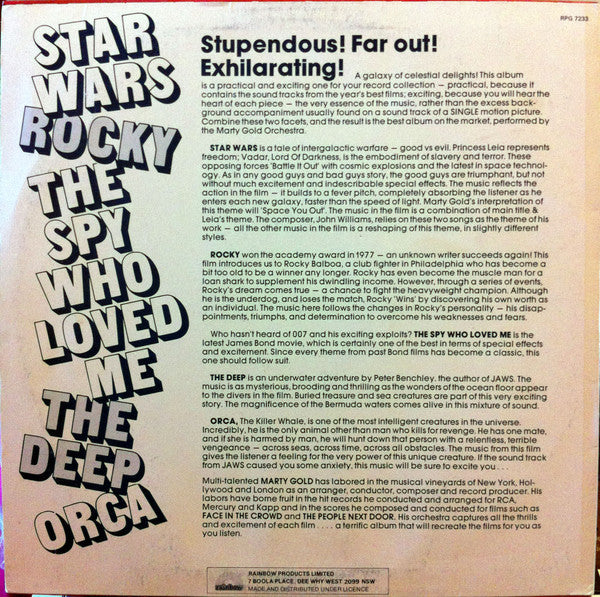 RPG 7233
STAR
WARS
ROCKY
THE
SPY
WHO
LOVED
ME
THE
DEEP
ORCA
Stupendous! Far out!
Exhilarating! A galaxy of celestial delights! This album
is a practical and exciting one for your record collection — practical, because it
contains the sound tracks from the year's best films; exciting, because you will hear the
heart of each piece — the very essence of the music, rather than the excess back-
ground accompaniment usually found on a sound track of a SINGLE motion picture.
Combine these two facets, and the result is the best album on the market, performed by
the Marty Gold Orchestra.
STAR WARS is a tale of intergalactic warfare — good vs evil. Princess Leia represents
freedom; Vadar, Lord Of Darkness, is the embodiment of slavery and terror. These
opposing forces 'Battle It Out' with cosmic explosions and the latest in space technol-
ogy. As in any good guys and bad guys story, the good guys are triumphant, but not
without much excitement and indescribable special effects. The music reflects the
action in the film — it builds to a fever pitch, completely absorbing the listener as he
enters each new galaxy, faster than the speed of light. Marty Gold's interpretation of
this theme will 'Space You Out'. The music in the film is a combination of main title &
Leia's theme. The composer, John Williams, relies on these two songs as the theme of his
work — all the other music in the film is a reshaping of this theme, in slightly different
styles.
ROCKY won the academy award in 1977 — an unknown writer succeeds again! This
film introduces us to Rocky Balboa, a club fighter in Philadelphia who has become a
bit too old to be a winner any longer. Rocky has even become the muscle man for a
loan shark to supplement his dwindling income. However, through a series of events,
Rocky's dream comes true — a chance to fight the heavyweight champion. Although
he is the underdog, and loses the match, Rocky 'Wins' by discovering his own worth as
an individual. The music here follows the changes in Rocky's personality — his disap-
pointments, triumphs, and determination to overcome his weaknesses and fears.
Who hasn't heard of 007 and his exciting exploits? THE SPY WHO LOVED ME is the
latest James Bond movie, which is certainly one of the best in terms of special effects
and excitement. Since every theme from past Bond films has become a classic, this
one should follow suit.
THE DEEP is an underwater adventure by Peter Benchley, the author of JAWS. The
music is as mysterious, brooding and thrilling as the wonders of the ocean floor appear
to the divers in the film. Buried treasure and sea creatures are part of this very exciting
story. The magnificence of the Bermuda waters comes alive in this mixture of sound.
ORCA, The Killer Whale, is one of the most intelligent creatures in the universe.
Incredibly, he is the only animal other than man who kills for revenge. He has one mate,
and if she is harmed by man, he will hunt down that person with a relentless, terrible
vengeance — across seas, across time, across all obstacles. The music from this film
gives the listener a feeling for the very power of this unique creature. If the sound track
from JAWS caused you some anxiety, this music will be sure to excite you . . .
Multi-talented MARTY GOLD has labored in the musical vineyards of New York, Hol-
lywood and London as an arranger, conductor, composer and record producer. His
labors have borne fruit in the hit records he conducted and arranged for RCA,
Mercury and Kapp and in the scores he composed and conducted for films such as
FACE IN THE CROWD and THE PEOPLE NEXT DOOR. His orchestra captures all the thrills
and excitement of each film . . . . a terrific album that will recreate the films for you as
you listen.
rainbow
RAINBOW PRODUCTS LIMITED
7 BOOLA PLACE, DEE WHY WEST 2099 NSW
MADE AND DISTRIBUTED UNDER LICENCE